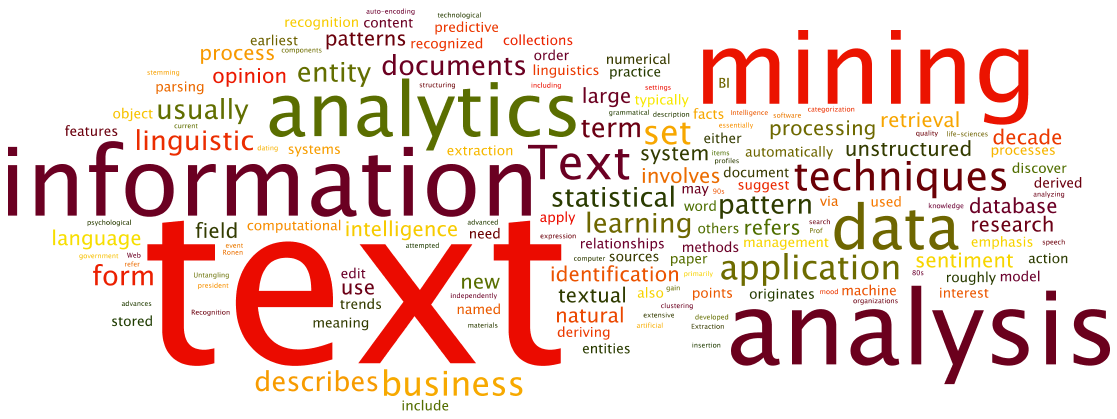 auto-encoding
technological
recognition
content
predictive
earliest
components
patterns
recognized
collections
process
documents
order
numerical
stemming
opinion
entity
linguistics
practice
parsing
structuring
including
settings
mining
BI
object
usually
analytics
large
typically
grammatical
description
facts
Intelligence
software
categorization
features
current
linguistic
dating
systems
extraction
term
set
essentially
either
processing
retrieval
quality
life-sciences
decade
information
Text
system
items
profiles
automatically
unstructured
processes
involves
document
suggest
techniques
discover
derived
analyzing
statistical
may
90s
word
pattern
via
used
knowledge
database
psychological
language
field
computational
intelligence
advanced
need
apply
learning
others
refers
search
Prof
data
research
government
Web
refer
event
Ronen
attempted
expression
relationships
methods
management
emphasis
speech
form
Untangling
president
text
computer
sources
paper
application
sentiment
action
edit
use
new
identification
primarily
80s
roughly
model
advances
Recognition
trends
independently
named
textual
also
gain
points
originates
mood
machine
organizations
interest
stored
meaning
materials
natural
clustering
extensive
developed
analysis
deriving
artificial
Extraction
entities
insertion
describes
business
include